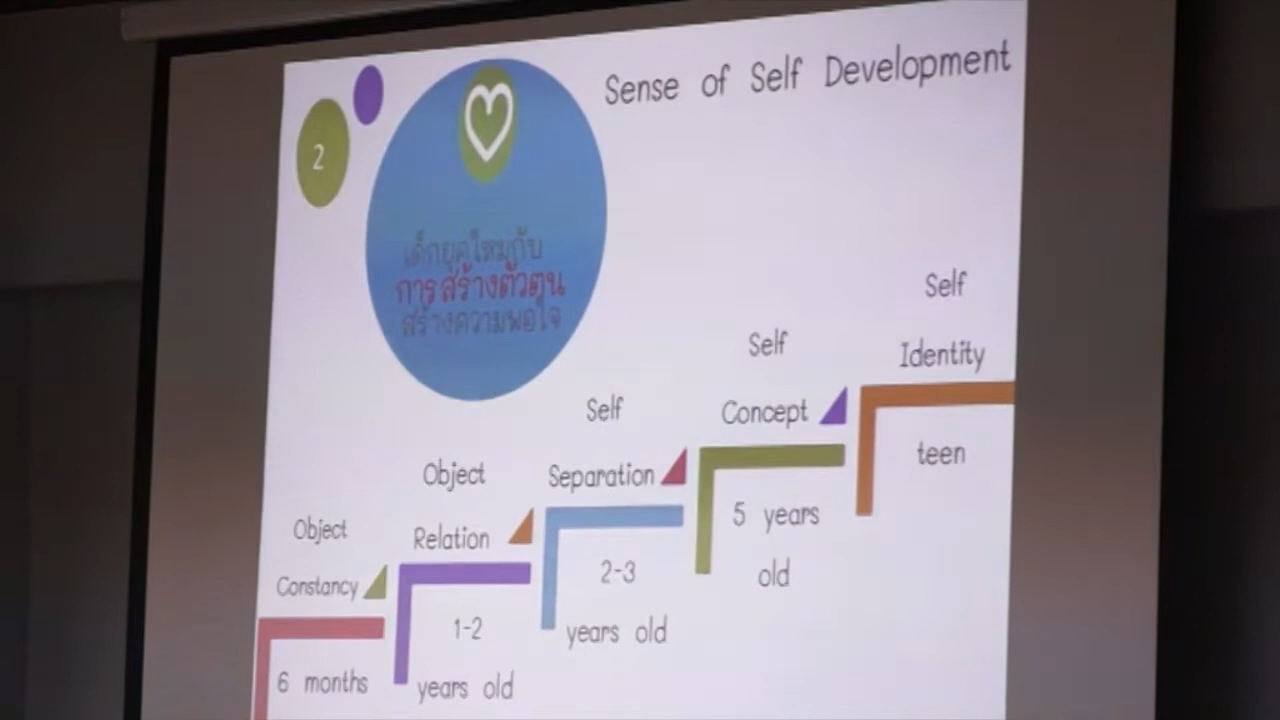 Sense of Self Development
2
เด็กยุคใหม่กับ
การสร้างตัวตน
สร้างความพอใจ
Self
Identity
teen
Self
Concept
5 years
old
Self
Separation
2-3
years old
Object
Relation
1-2
years old
Object
Constancy
6 months